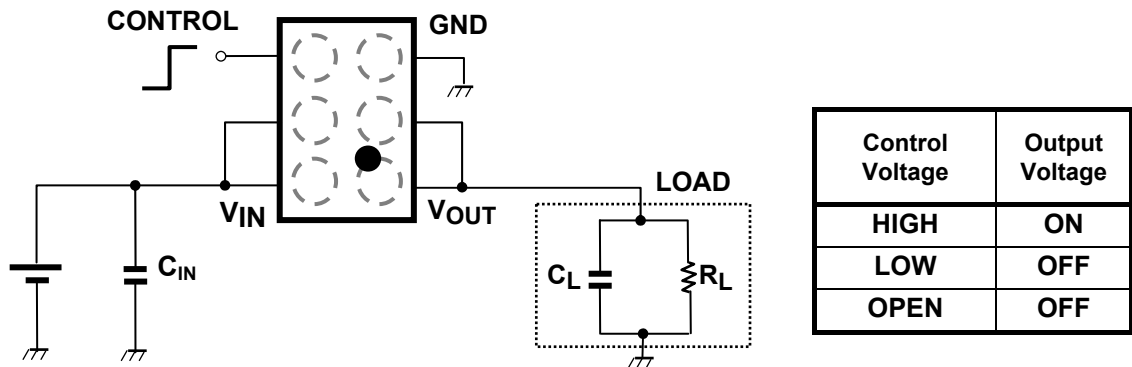 CONTROL
GND
VIN
VOUT
CIN
LOAD
CL
RL
Control Voltage Output Voltage
HIGH ON
LOW OFF
OPEN OFF